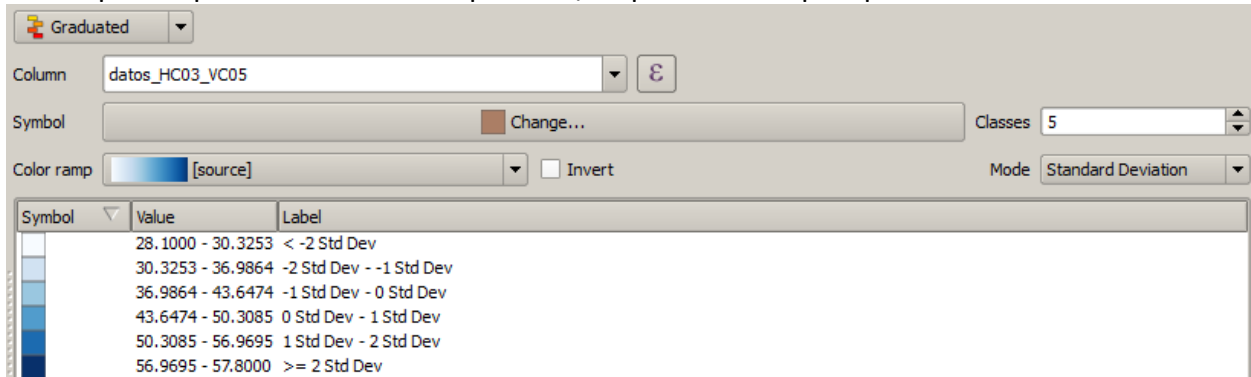 Graduated
Column datos_HC03_VC05 ε
Symbol Change... Classes 5
Color ramp [source] Invert Mode Standard Deviation
Symbol Value Label
28.1000 - 30.3253 < -2 Std Dev
30.3253 - 36.9864 -2 Std Dev - -1 Std Dev
36.9864 - 43.6474 -1 Std Dev - 0 Std Dev
43.6474 - 50.3085 0 Std Dev - 1 Std Dev
50.3085 - 56.9695 1 Std Dev - 2 Std Dev
56.9695 - 57.8000 >= 2 Std Dev